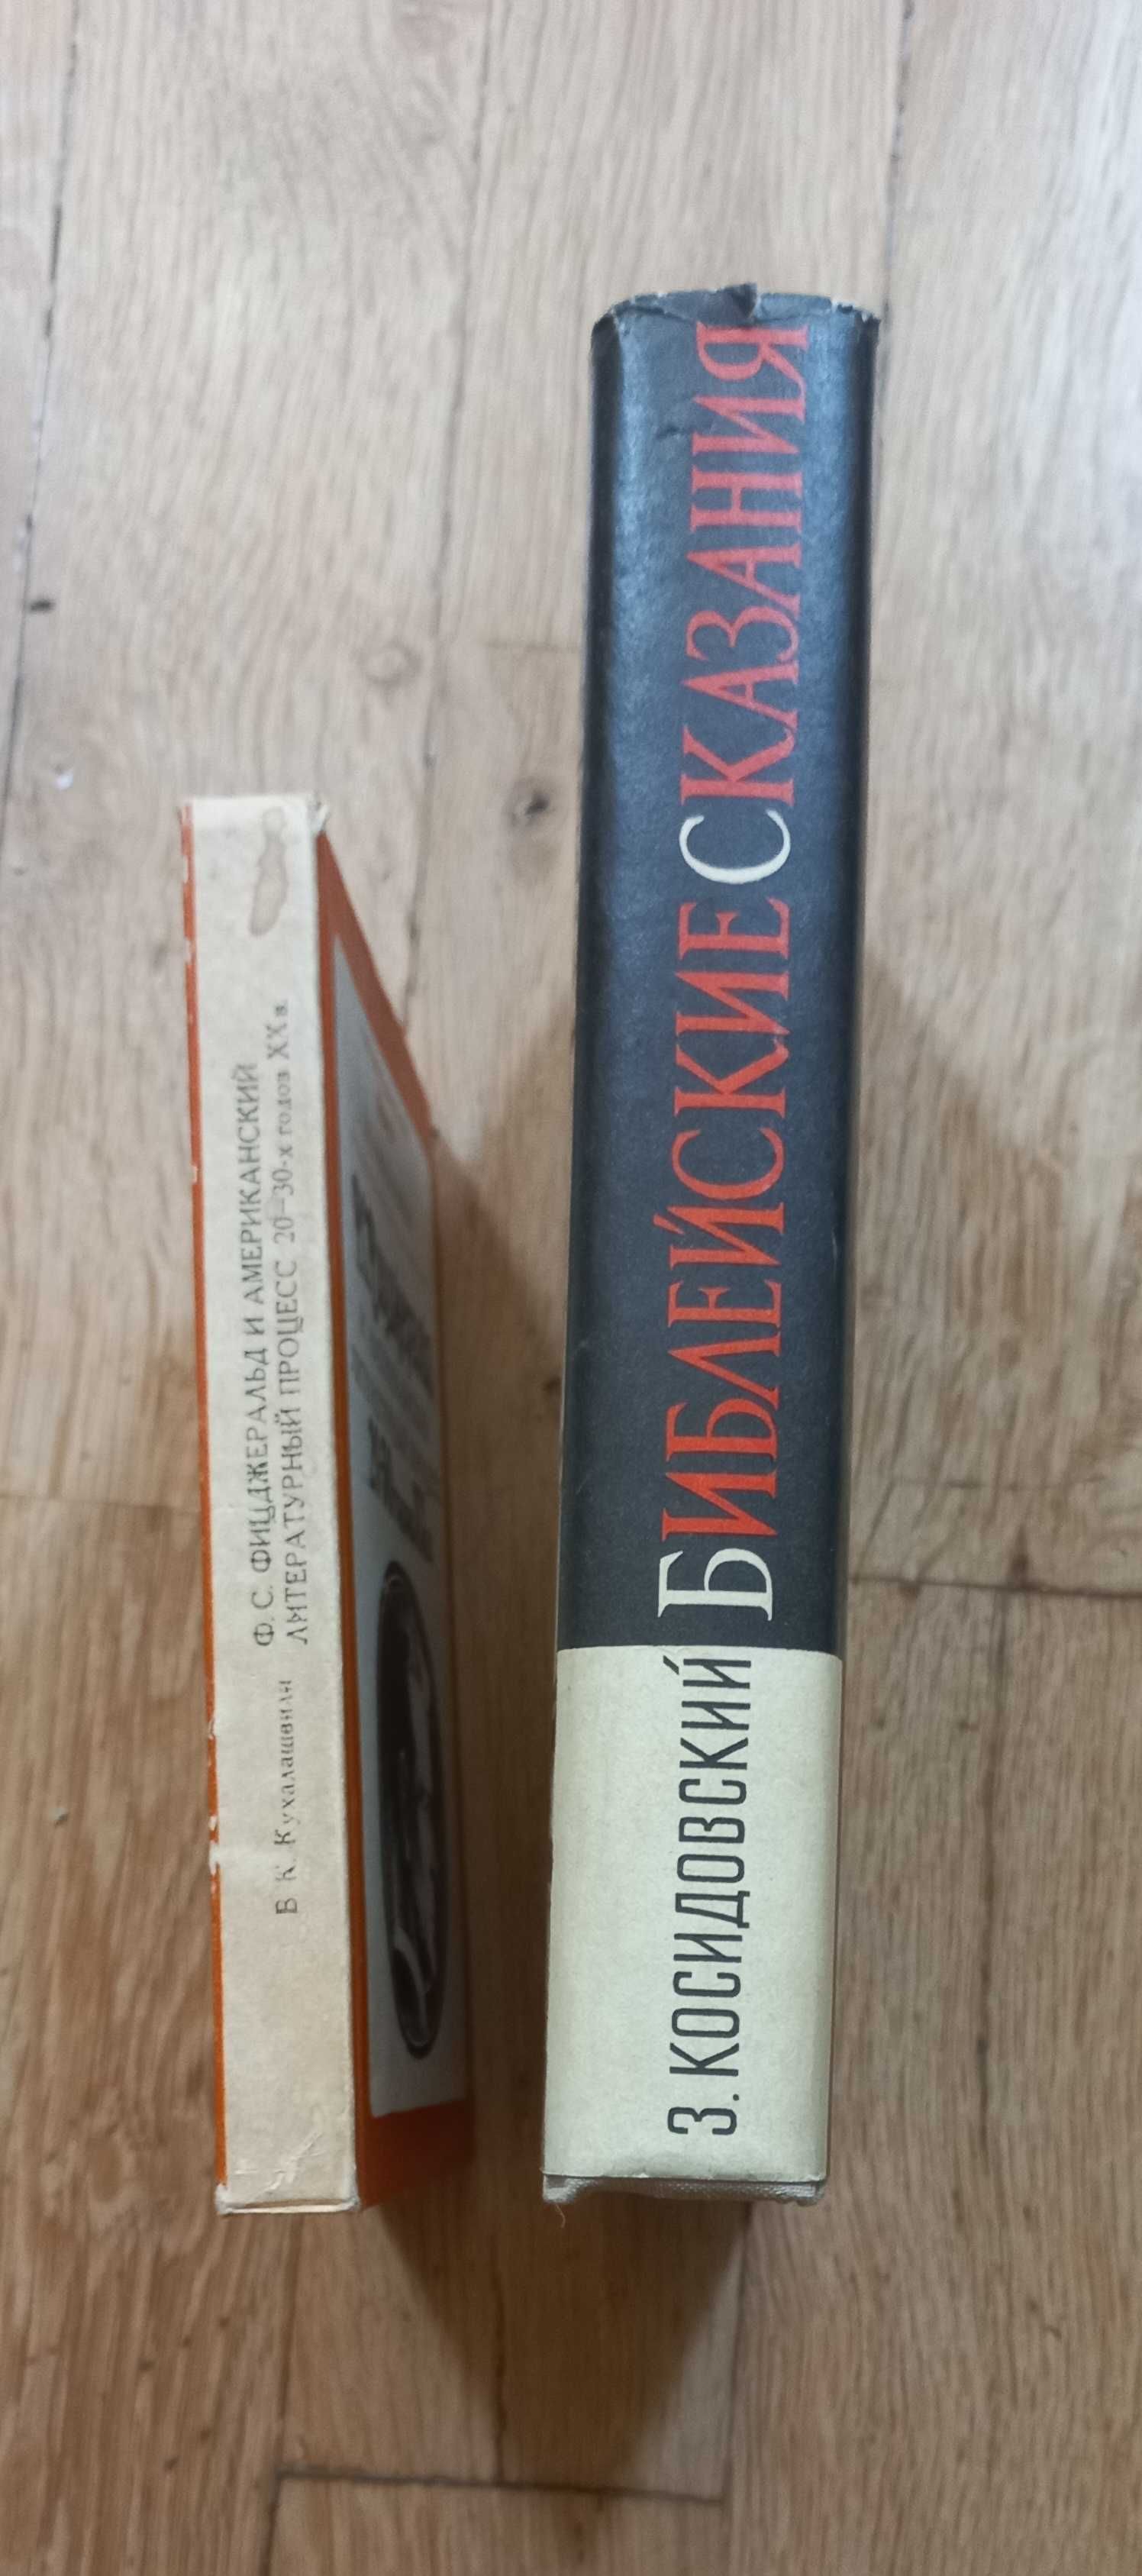 В. К. Кухалашвили
Ф. С. ФИЦДЖЕРАЛЬД И АМЕРИКАНСКИЙ
ЛИТЕРАТУРНЫЙ ПРОЦЕСС 20—30-х годов XX в.
З. КОСИДОВСКИЙ
БИБЛЕЙСКИЕ СКАЗАНИЯ